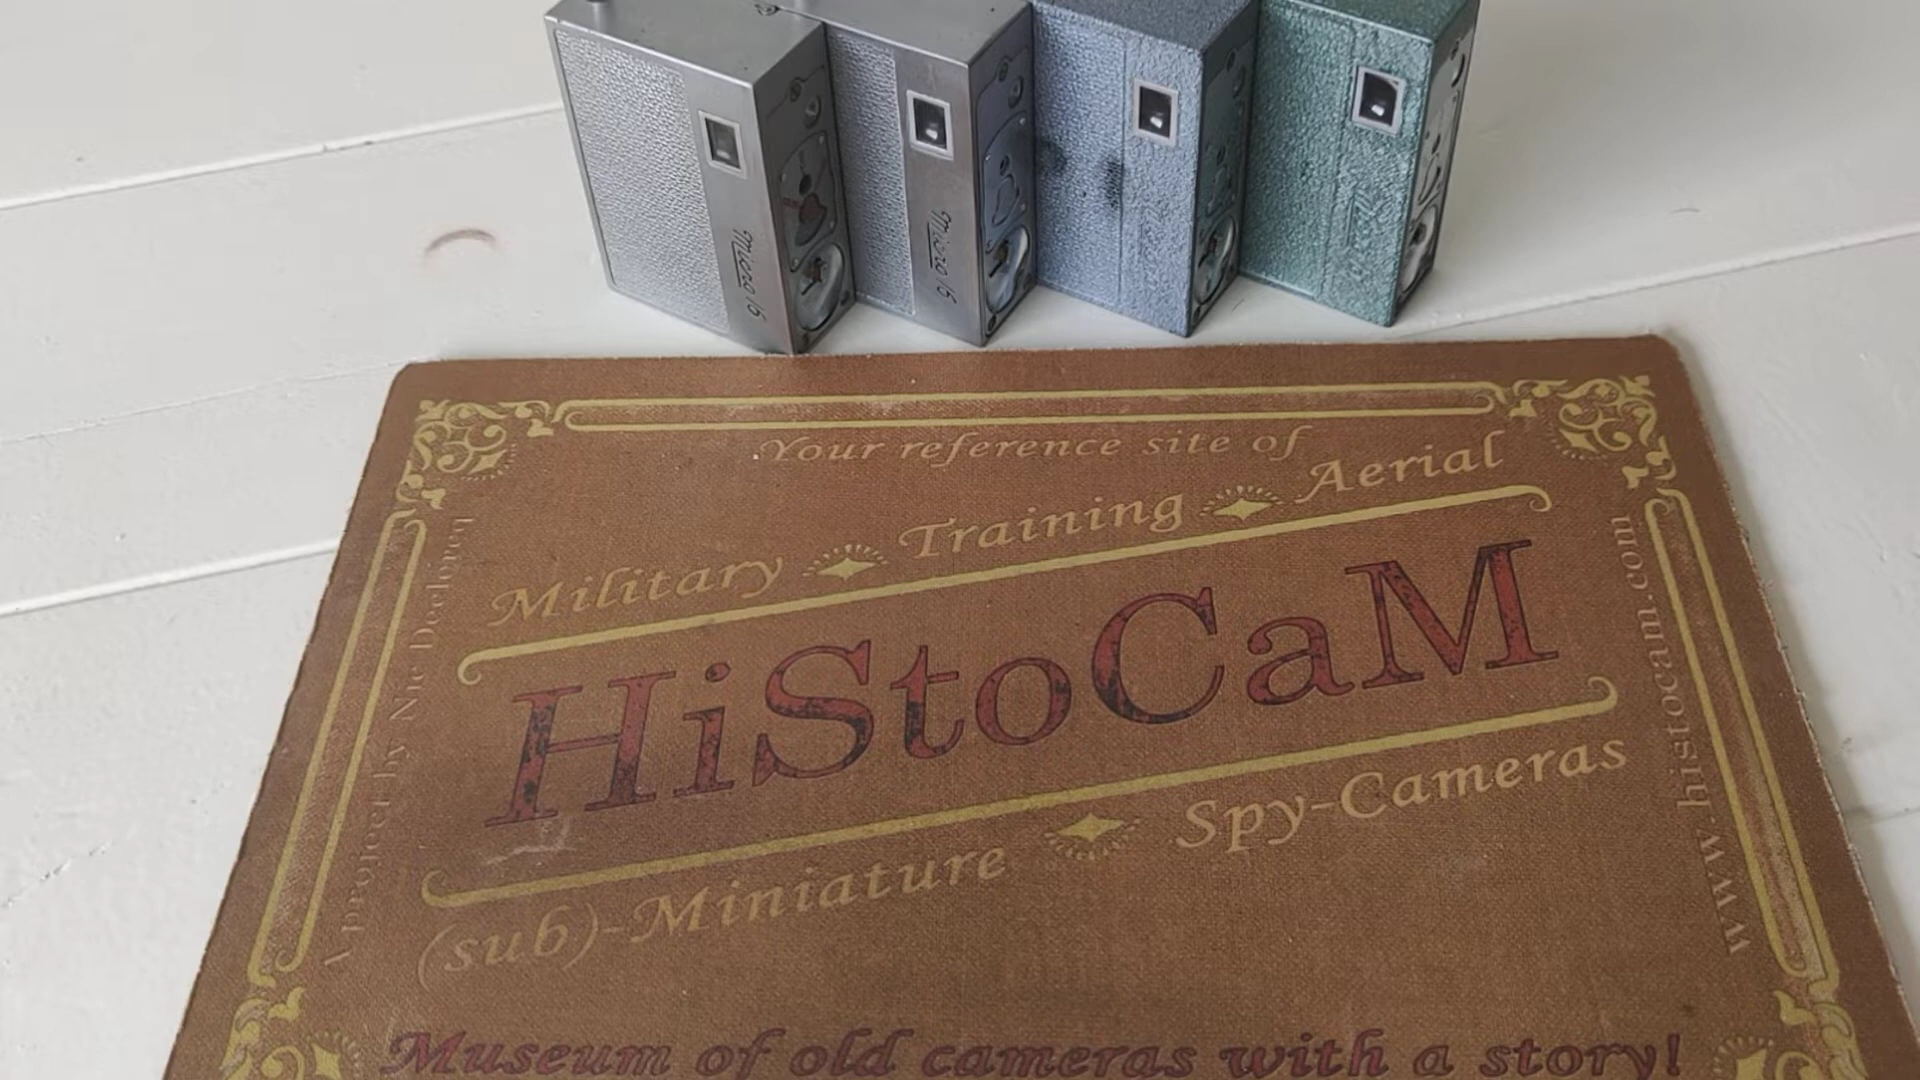 Micro 16
Micro 16
Your reference site of
Military Training Aerial
HiStoCaM
(sub)-Miniature Spy-Cameras
Museum of old cameras with a story!
A project by Nic
www.histocam.com